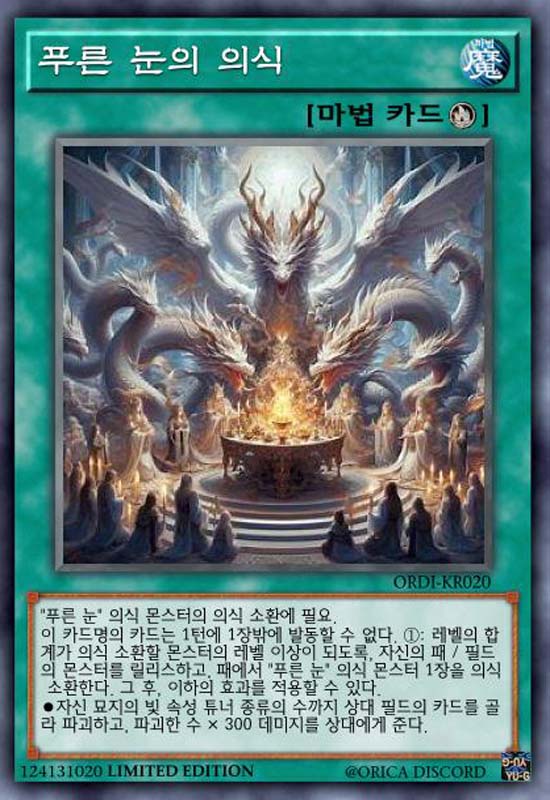 푸른 눈의 의식
마법
魔
[마법 카드]
ORDI-KR020
"푸른 눈" 의식 몬스터의 의식 소환에 필요.
이 카드명의 카드는 1턴에 1장밖에 발동할 수 없다. ①: 레벨의 합
계가 의식 소환할 몬스터의 레벨 이상이 되도록, 자신의 패 / 필드
의 몬스터를 릴리스하고, 패에서 "푸른 눈" 의식 몬스터 1장을 의식
소환한다. 그 후, 이하의 효과를 적용할 수 있다.
●자신 묘지의 빛 속성 튜너 종류의 수까지 상대 필드의 카드를 골
라 파괴하고, 파괴한 수 × 300 데미지를 상대에게 준다.
124131020 LIMITED EDITION
@ORICA DISCORD